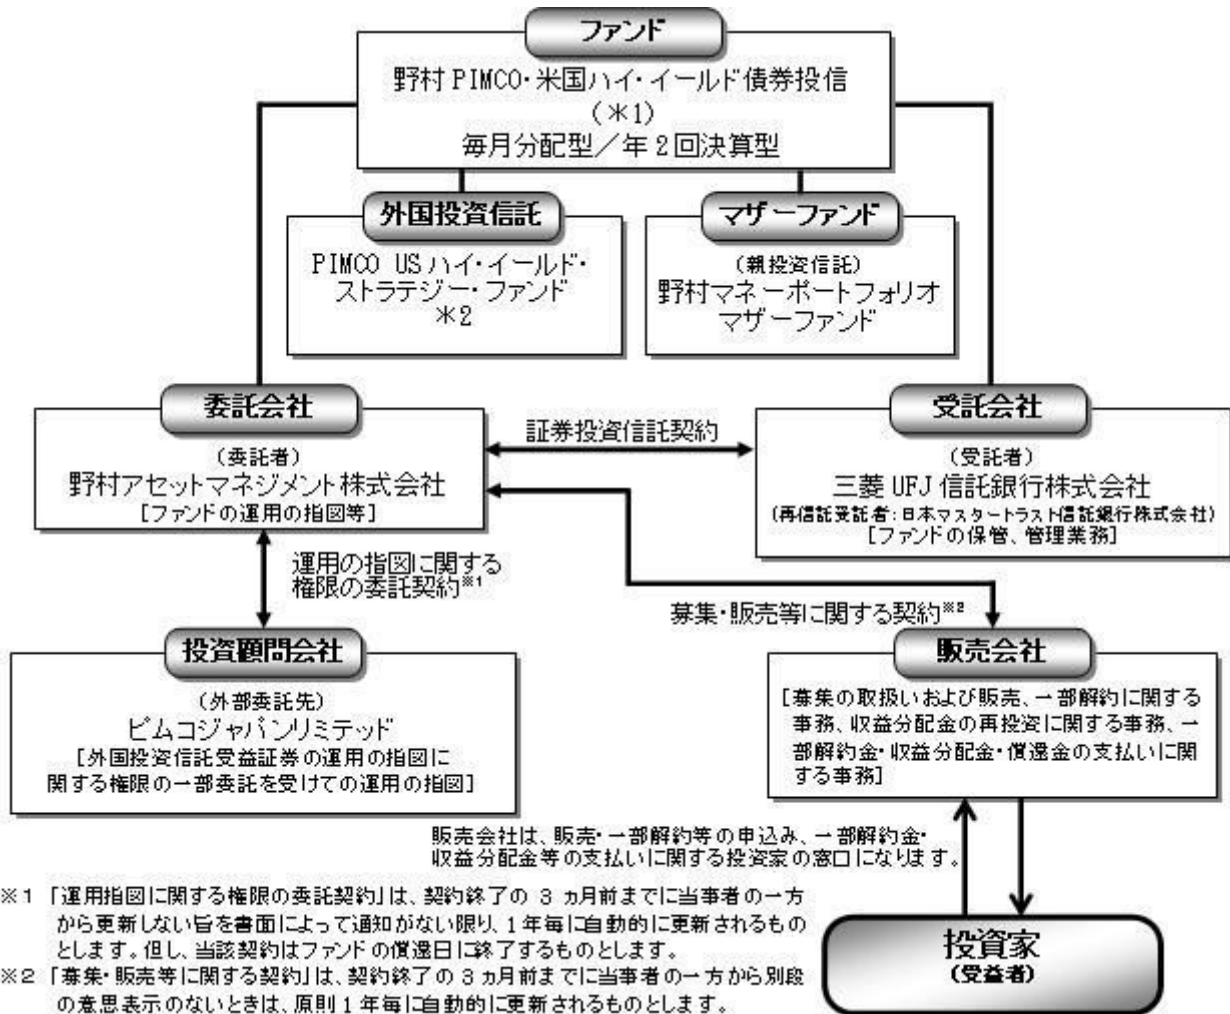 ファンド
野村PIMCO・米国ハイ・イールド債券投信
(＊1)
毎月分配型／年2回決算型
外国投資信託
PIMCO USハイ・イールド・
ストラテジー・ファンド
＊2
マザーファンド
(親投資信託)
野村マネーポートフォリオ
マザーファンド
委託会社
(委託者)
野村アセットマネジメント株式会社
[ファンドの運用の指図等]
証券投資信託契約
受託会社
(受託者)
三菱UFJ信託銀行株式会社
(再信託受託者:日本マスタートラスト信託銀行株式会社)
[ファンドの保管、管理業務]
運用の指図に関する
権限の委託契約※1
募集・販売等に関する契約※2
投資顧問会社
(外部委託先)
ピムコジャパンリミテッド
[外国投資信託受益証券の運用の指図に
関する権限の一部委託を受けての運用の指図]
販売会社
[募集の取扱いおよび販売、一部解約に関する
事務、収益分配金の再投資に関する事務、一
部解約金・収益分配金・償還金の支払いに関
する事務]
販売会社は、販売・一部解約等の申込み、一部解約金・
収益分配金等の支払いに関する投資家の窓口になります。
※1 「運用指図に関する権限の委託契約」は、契約終了の 3 ヵ月前までに当事者の一方
から更新しない旨を書面によって通知がない限り、1年毎に自動的に更新されるもの
とします。但し、当該契約はファンドの償還日に終了するものとします。
※2 「募集・販売等に関する契約」は、契約終了の3ヵ月前までに当事者の一方から別段
の意思表示のないときは、原則1年毎に自動的に更新されるものとします。
投資家
(受益者)